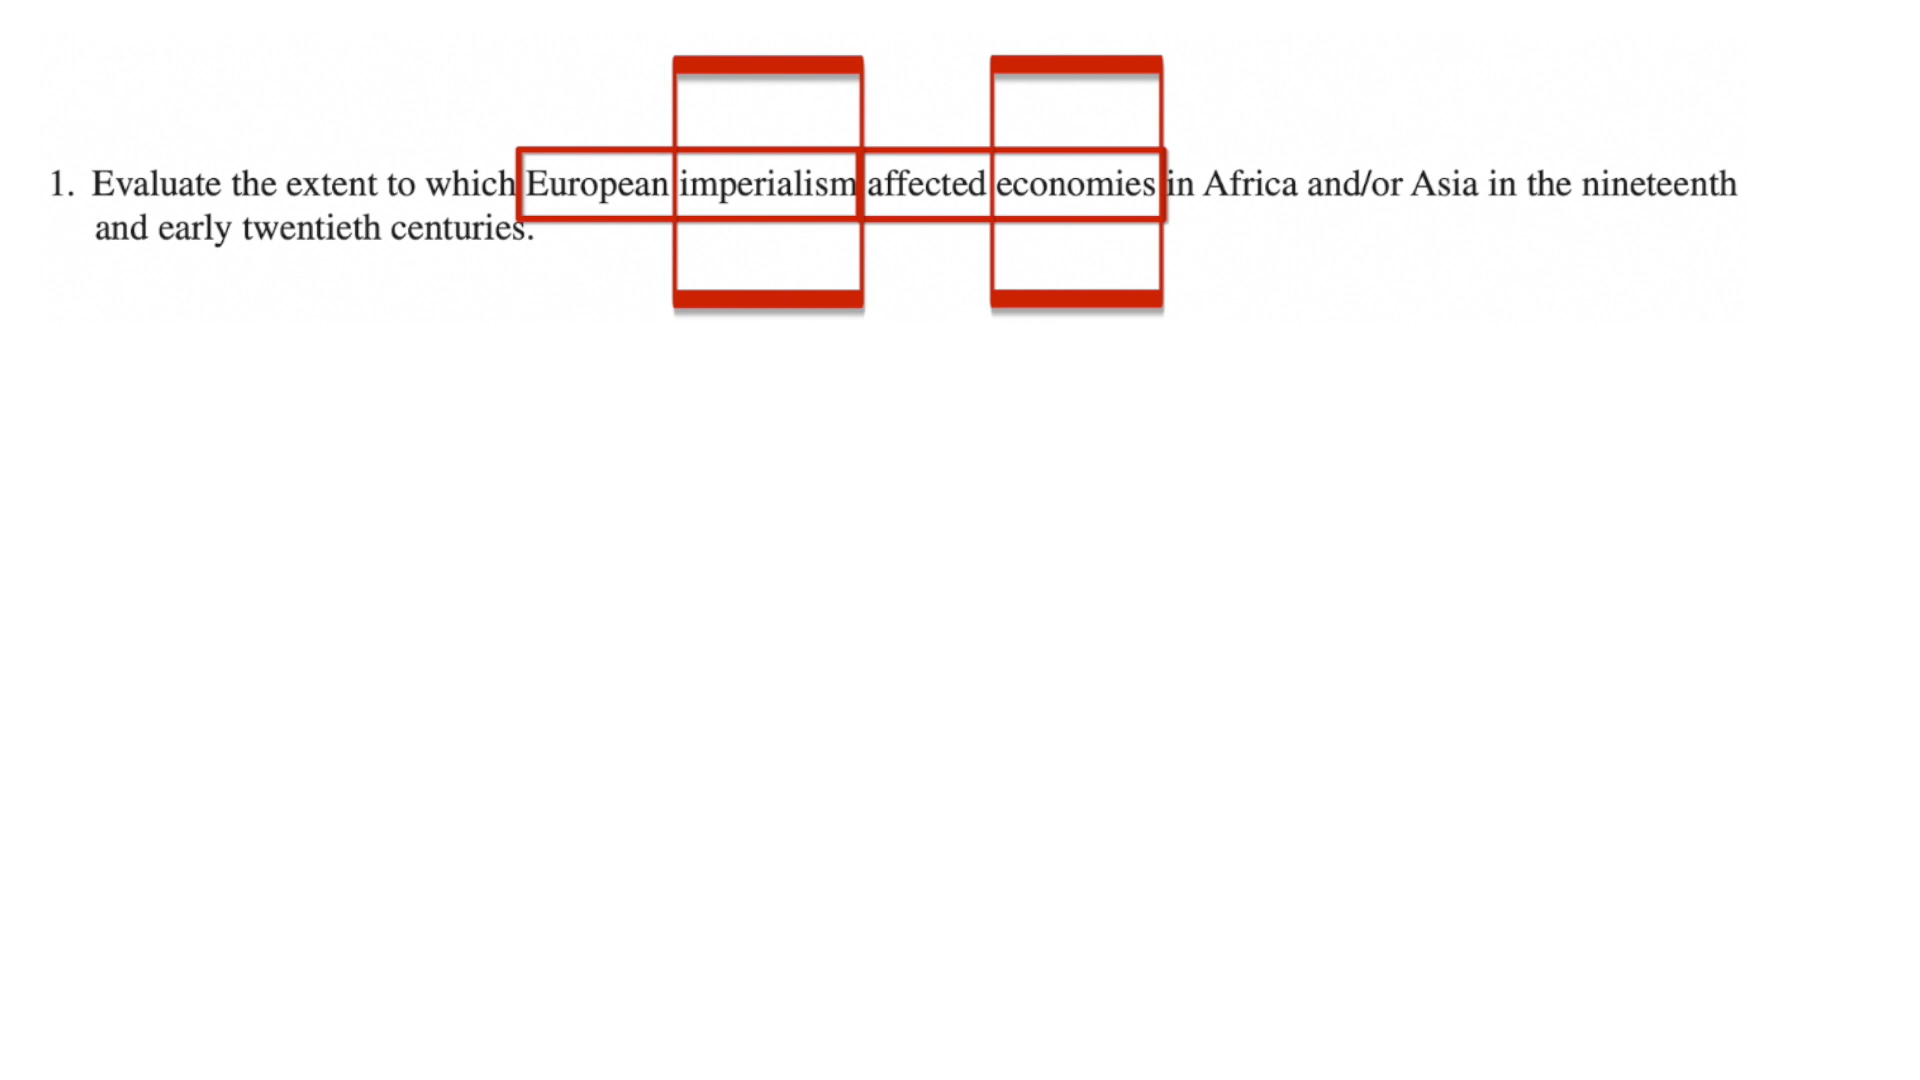 1. Evaluate the extent to which European imperialism affected economies in Africa and/or Asia in the nineteenth
and early twentieth centuries.